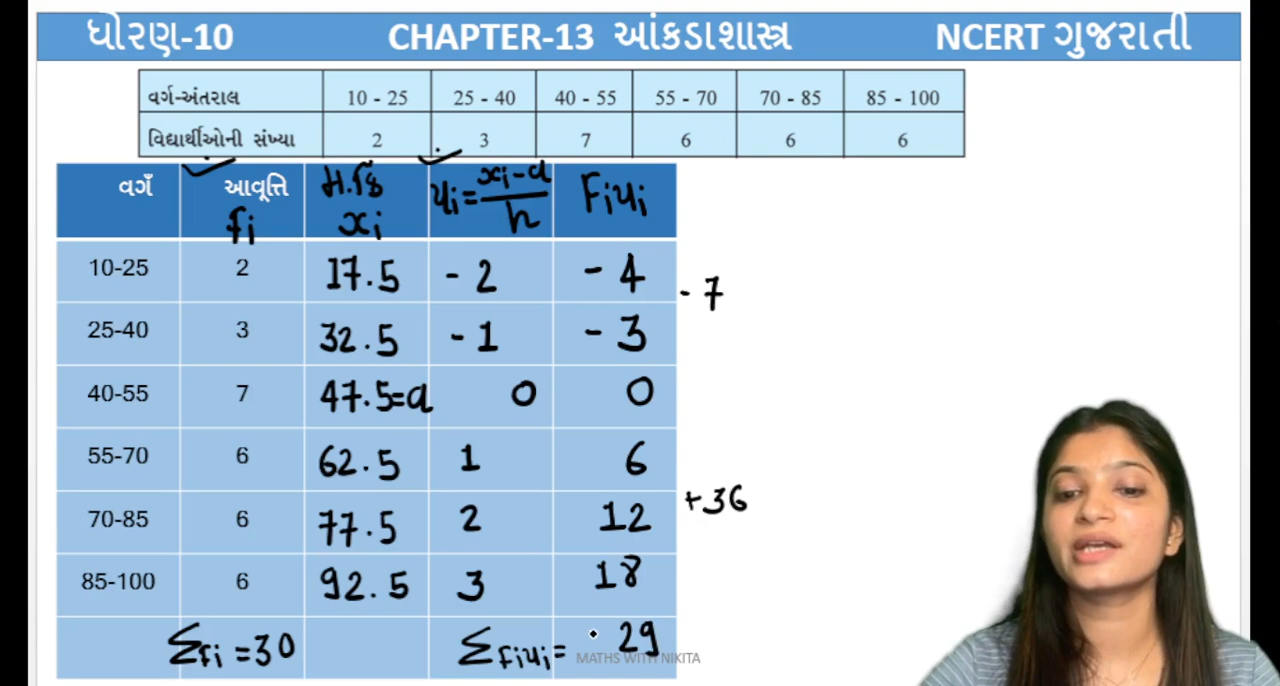 ધોરણ-10 CHAPTER-13 આંકડાશાસ્ત્ર NCERT ગુજરાતી
વર્ગ-અંતરાલ 10 - 25 25 - 40 40 - 55 55 - 70 70 - 85 85 - 100
વિદ્યાર્થીઓની સંખ્યા 2 3 7 6 6 6
વર્ગ આવૃત્તિ fi મ.કિં xi ui = xi-a / h Fiui
10-25 2 17.5 -2 -4
-7
25-40 3 32.5 -1 -3
40-55 7 47.5=a 0 0
55-70 6 62.5 1 6
+36
70-85 6 77.5 2 12
85-100 6 92.5 3 18
Σfi = 30 Σfiui = 29
MATHS WITH NIKITA